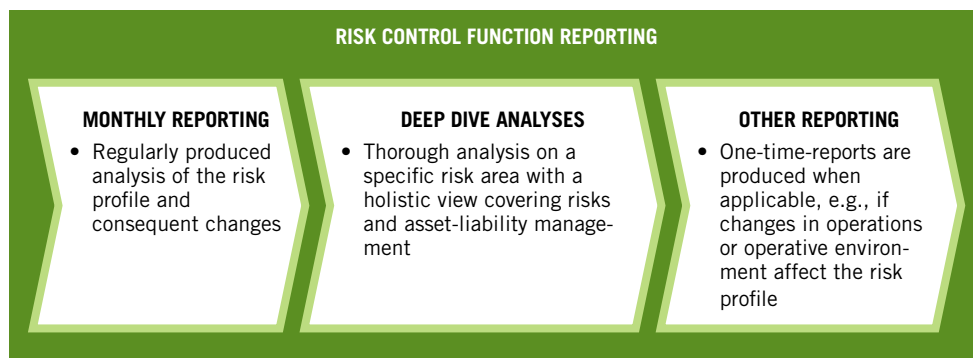 RISK CONTROL FUNCTION REPORTING
MONTHLY REPORTING
• Regularly produced
analysis of the risk
profile and
consequent changes
DEEP DIVE ANALYSES
• Thorough analysis on a
specific risk area with a
holistic view covering risks
and asset-liability manage-
ment
OTHER REPORTING
• One-time-reports are
produced when
applicable, e.g., if
changes in operations
or operative environ-
ment affect the risk
profile